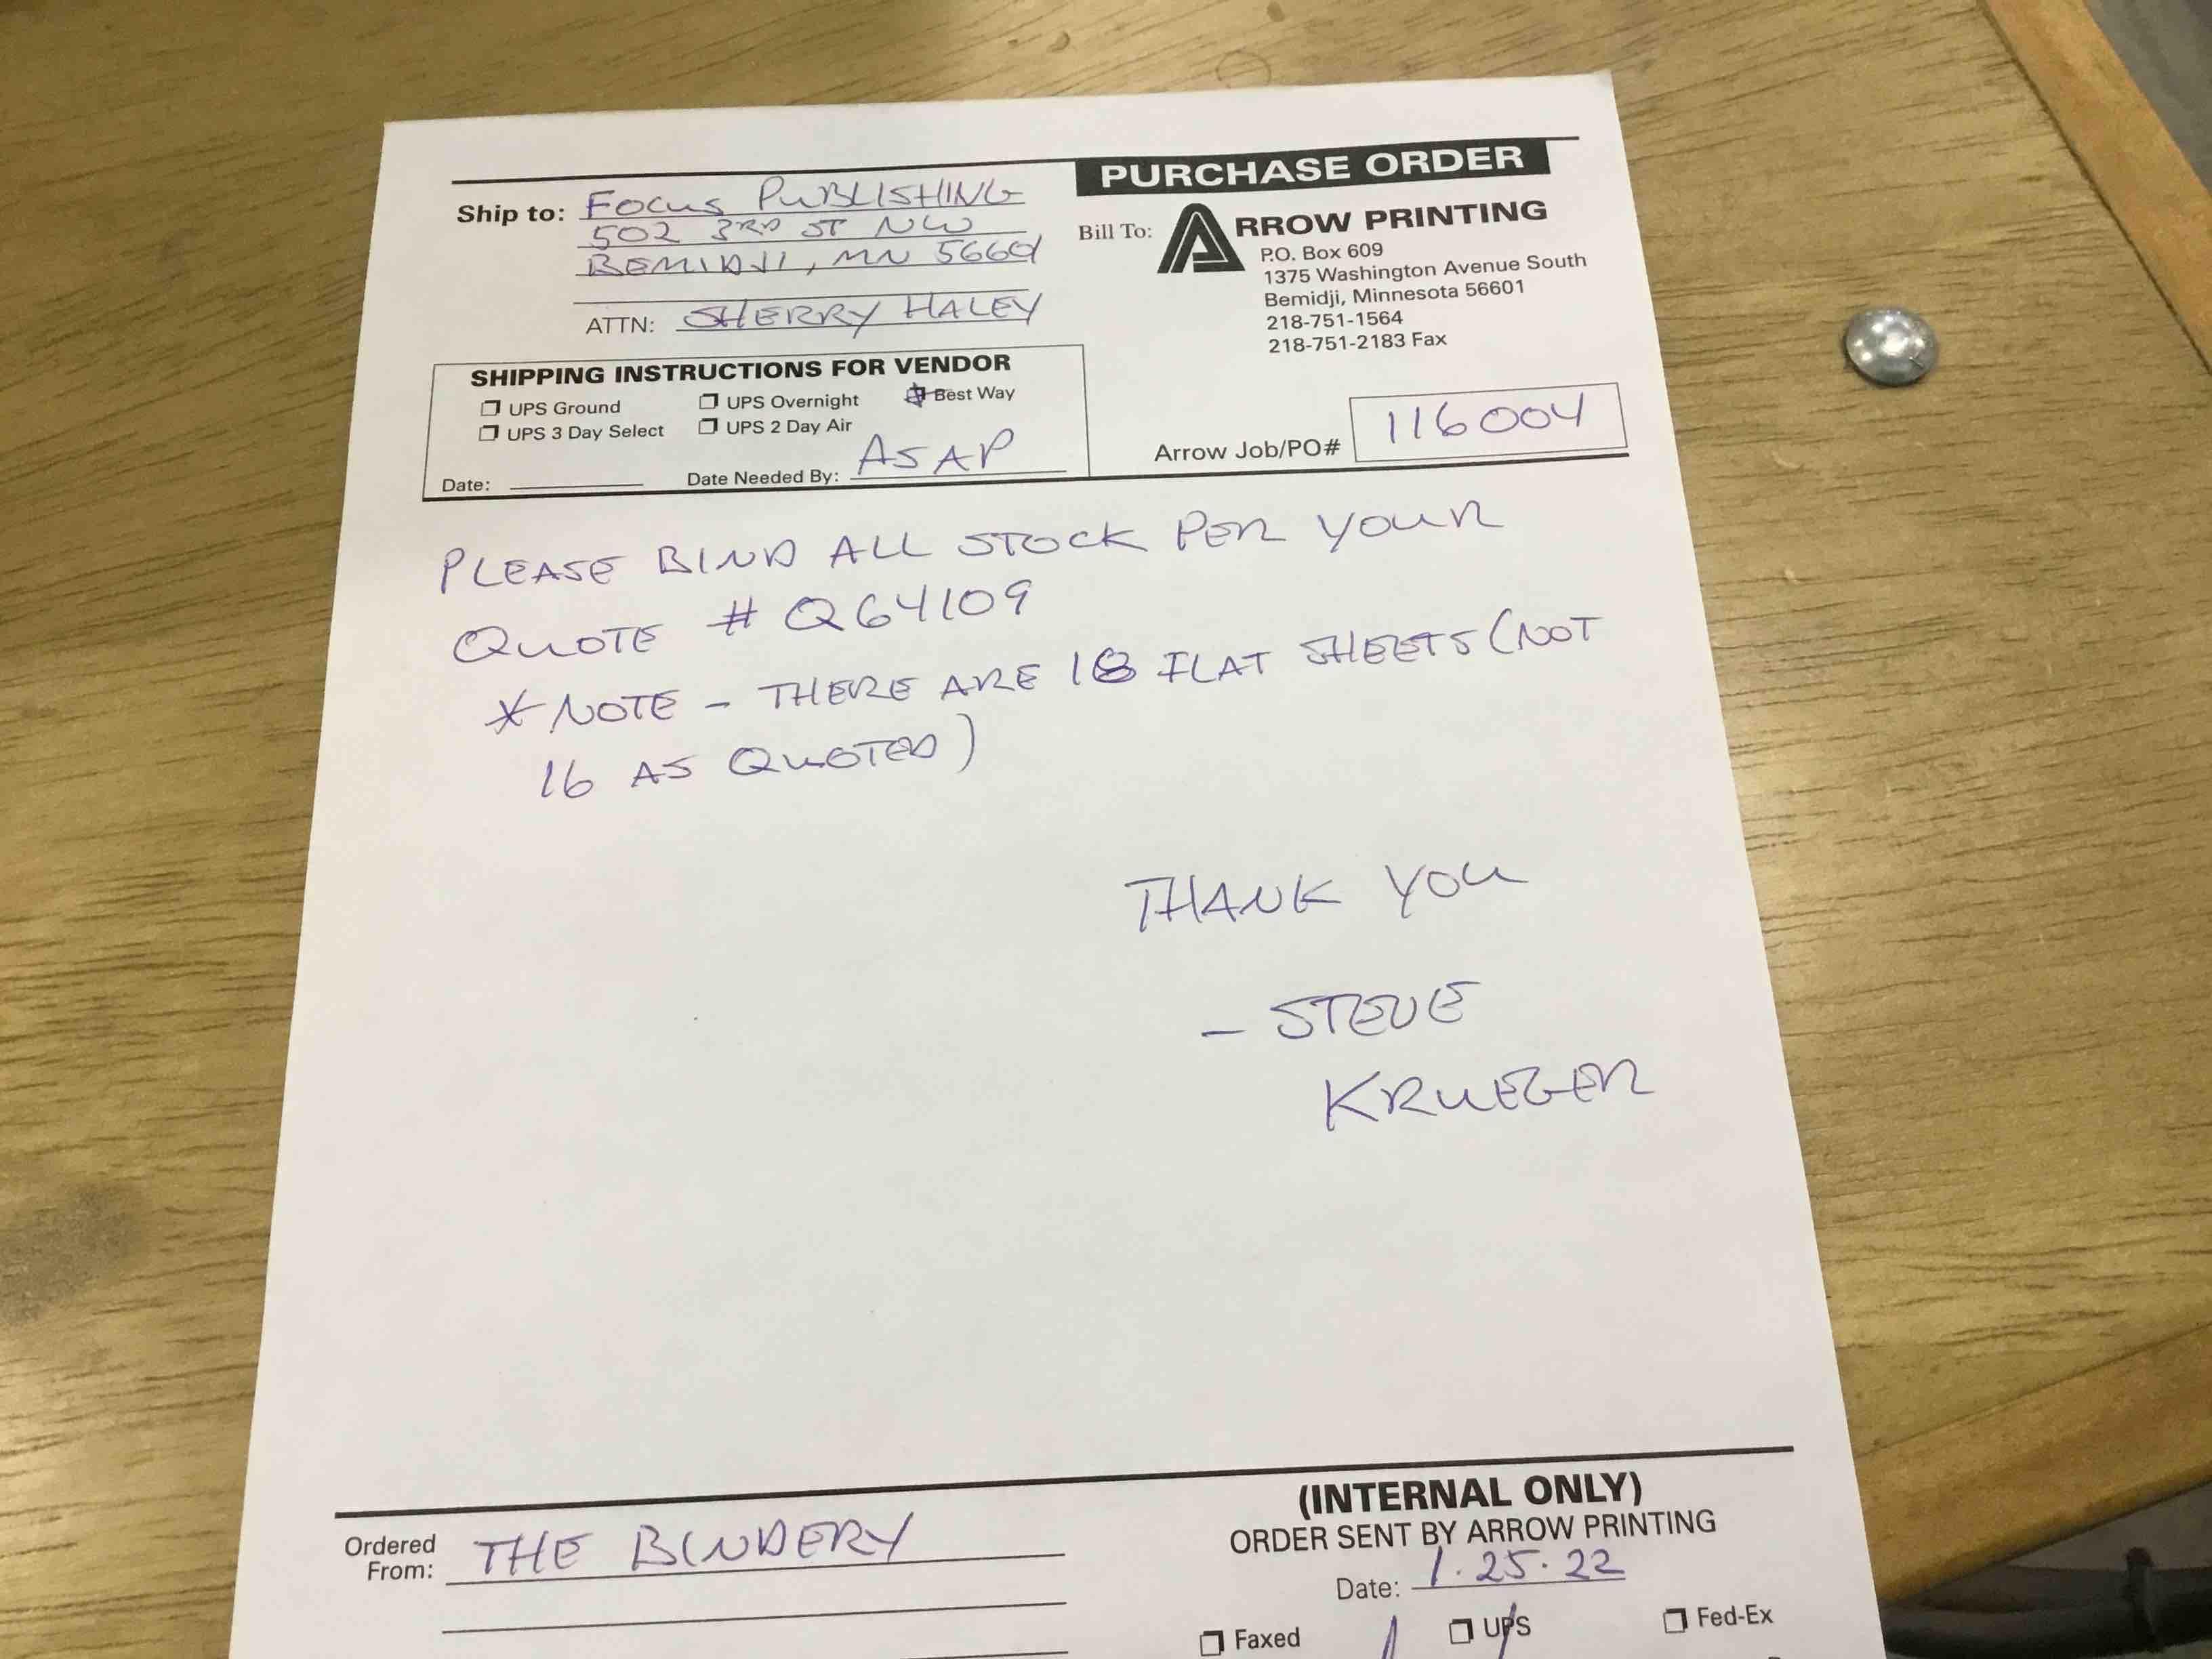 PURCHASE ORDER
Ship to: FOCUS PUBLISHING
502 3RD ST NW
BEMIDJI, MN 56601
ATTN: SHERRY HALEY
Bill To: ARROW PRINTING
P.O. Box 609
1375 Washington Avenue South
Bemidji, Minnesota 56601
218-751-1564
218-751-2183 Fax
SHIPPING INSTRUCTIONS FOR VENDOR
UPS Ground UPS Overnight Best Way
UPS 3 Day Select UPS 2 Day Air
Date: Date Needed By: ASAP
Arrow Job/PO# 116004
PLEASE BIND ALL STOCK PER YOUR
QUOTE # Q64109
* NOTE - THERE ARE 18 FLAT SHEETS (NOT
16 AS QUOTED)
THANK YOU
- STEVE
KRUEGER
Ordered From: THE BINDERY
(INTERNAL ONLY)
ORDER SENT BY ARROW PRINTING
Date: 1.25.22
Faxed UPS Fed-Ex